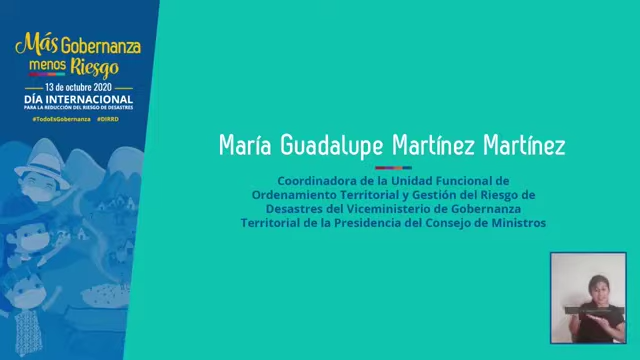 Más Gobernanza
menos Riesgo
13 de octubre 2020
DÍA INTERNACIONAL
PARA LA REDUCCIÓN DEL RIESGO DE DESASTRES
#TodoEsGobernanza #DIRRD
María Guadalupe Martínez Martínez
Coordinadora de la Unidad Funcional de
Ordenamiento Territorial y Gestión del Riesgo de
Desastres del Viceministerio de Gobernanza
Territorial de la Presidencia del Consejo de Ministros